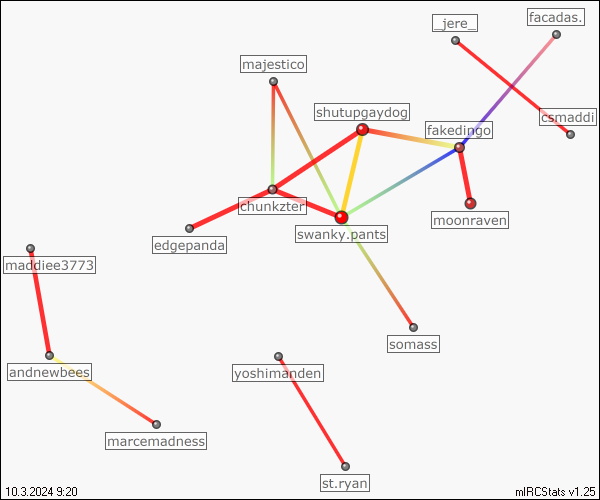 facadas.
_jere_
majestico
shutupgaydog
csmaddi
fakedingo
chunkzter
moonraven
swanky.pants
edgepanda
maddiee3773
somass
andnewbees
yoshimanden
marcemadness
st.ryan
10.3.2024 9:20
mIRCStats v1.25